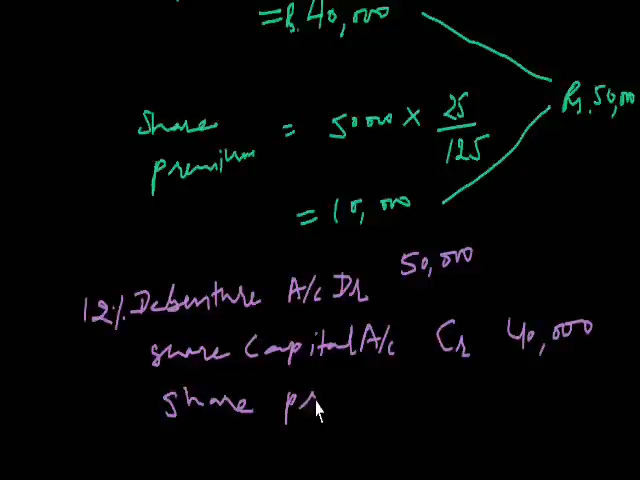 =Rs.40,000
Rs.50,000
Share premium = 50000 × 25/125
= 10,000
12% Debenture A/c Dr 50,000
share Capital A/c Cr 40,000
share pr